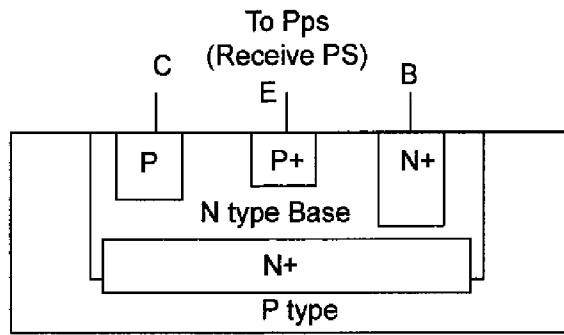 To Pps
(Receive PS)
C
E
B
P
P+
N+
N type Base
N+
P type